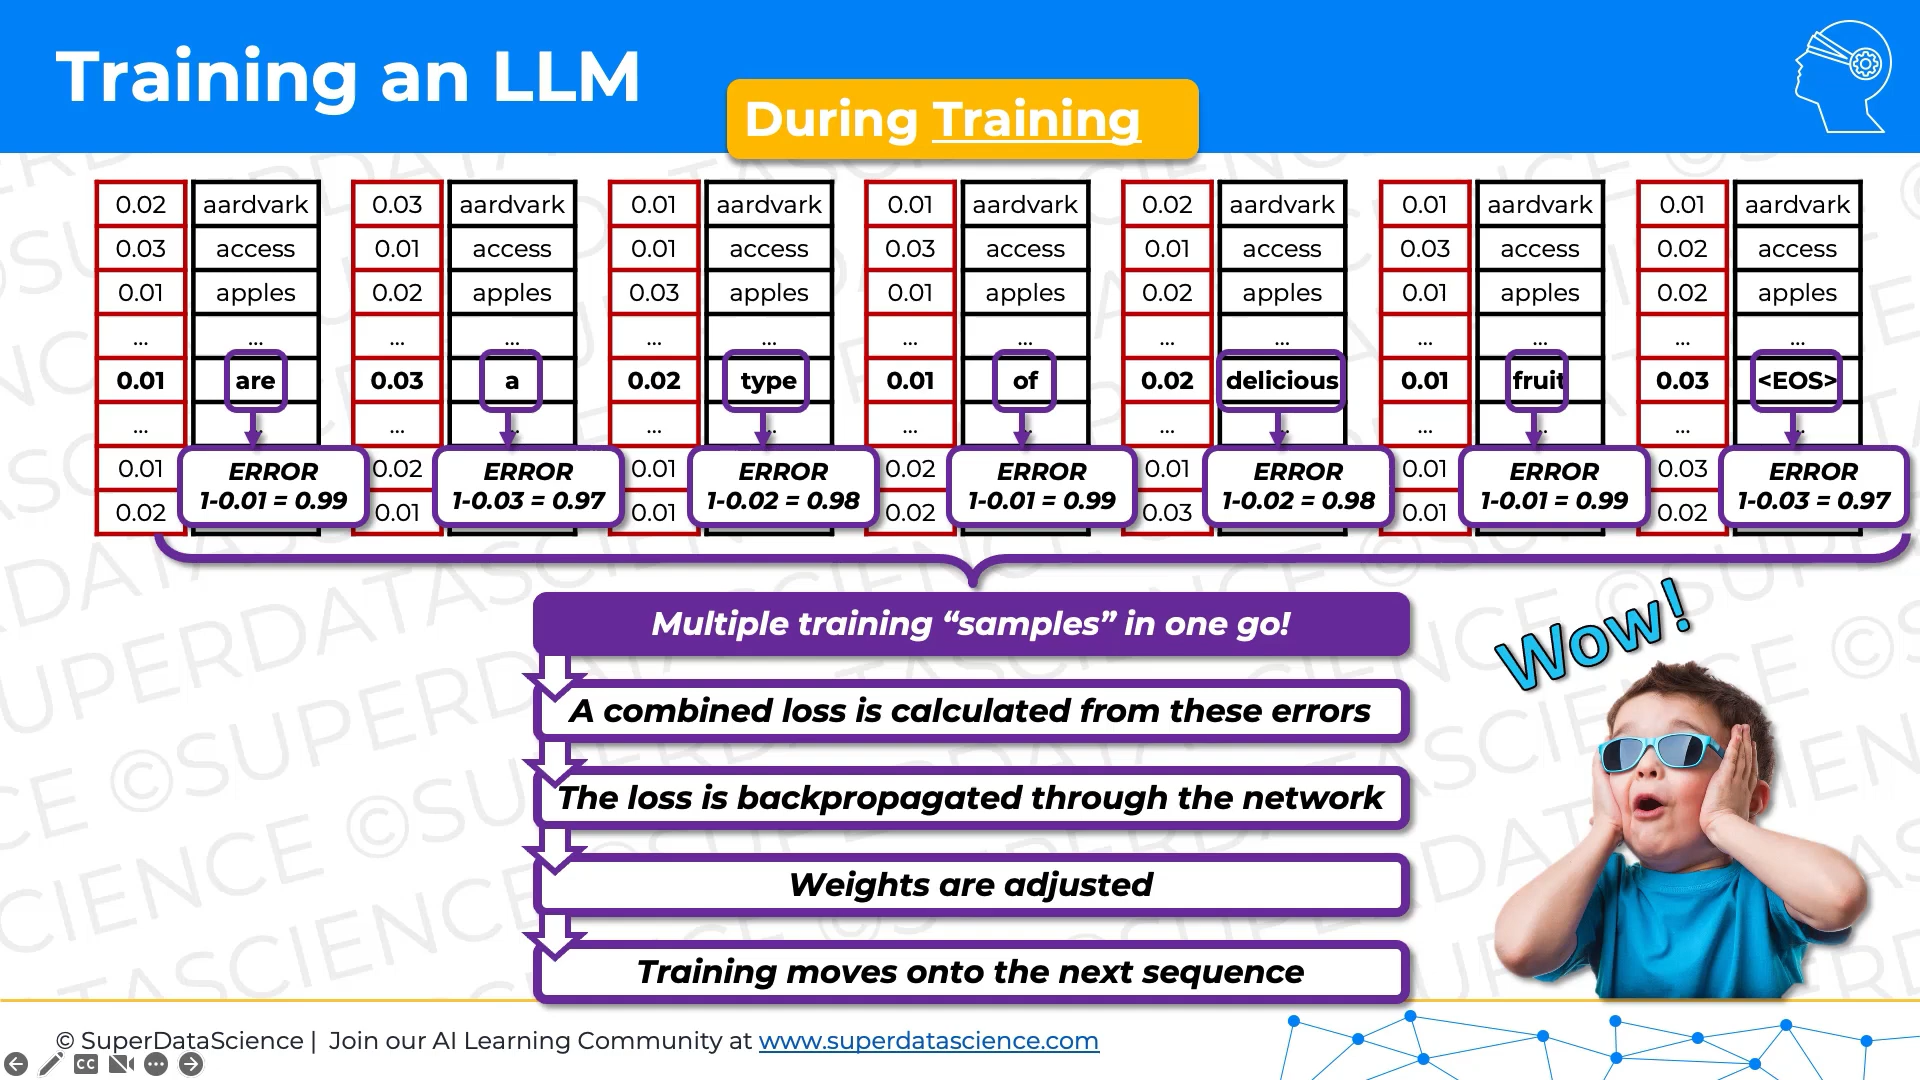 Training an LLM
During Training
0.02 aardvark 0.03 aardvark 0.01 aardvark 0.01 aardvark 0.02 aardvark 0.01 aardvark 0.01 aardvark
0.03 access 0.01 access 0.01 access 0.03 access 0.01 access 0.03 access 0.02 access
0.01 apples 0.02 apples 0.03 apples 0.01 apples 0.02 apples 0.01 apples 0.02 apples
... ... ... ... ... ... ... ... ... ... ... ... ... ...
0.01 are 0.03 a 0.02 type 0.01 of 0.02 delicious 0.01 fruit 0.03 <EOS>
... ... ... ... ... ... ... ... ... ... ... ... ... ...
0.01 ERROR 0.02 ERROR 0.01 ERROR 0.02 ERROR 0.01 ERROR 0.01 ERROR 0.03 ERROR
0.02 1-0.01 = 0.99 0.01 1-0.03 = 0.97 0.01 1-0.02 = 0.98 0.02 1-0.01 = 0.99 0.03 1-0.02 = 0.98 0.01 1-0.01 = 0.99 0.02 1-0.03 = 0.97
Multiple training “samples” in one go!
Wow!
A combined loss is calculated from these errors
The loss is backpropagated through the network
Weights are adjusted
Training moves onto the next sequence
© SuperDataScience | Join our AI Learning Community at www.superdatascience.com
CC
©SUPERDATASCIENCE